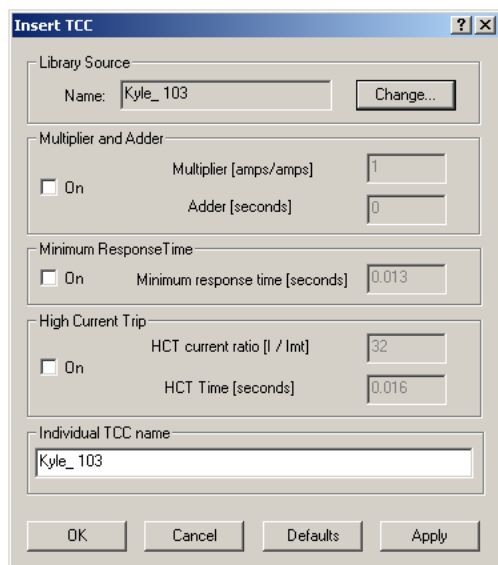 Insert TCC
Library Source
Name: Kyle_ 103 Change...
Multiplier and Adder
On
Multiplier [amps/amps] 1
Adder [seconds] 0
Minimum ResponseTime
On Minimum response time [seconds] 0.013
High Current Trip
On
HCT current ratio [I / Imt] 32
HCT Time [seconds] 0.016
Individual TCC name
Kyle_ 103
OK Cancel Defaults Apply